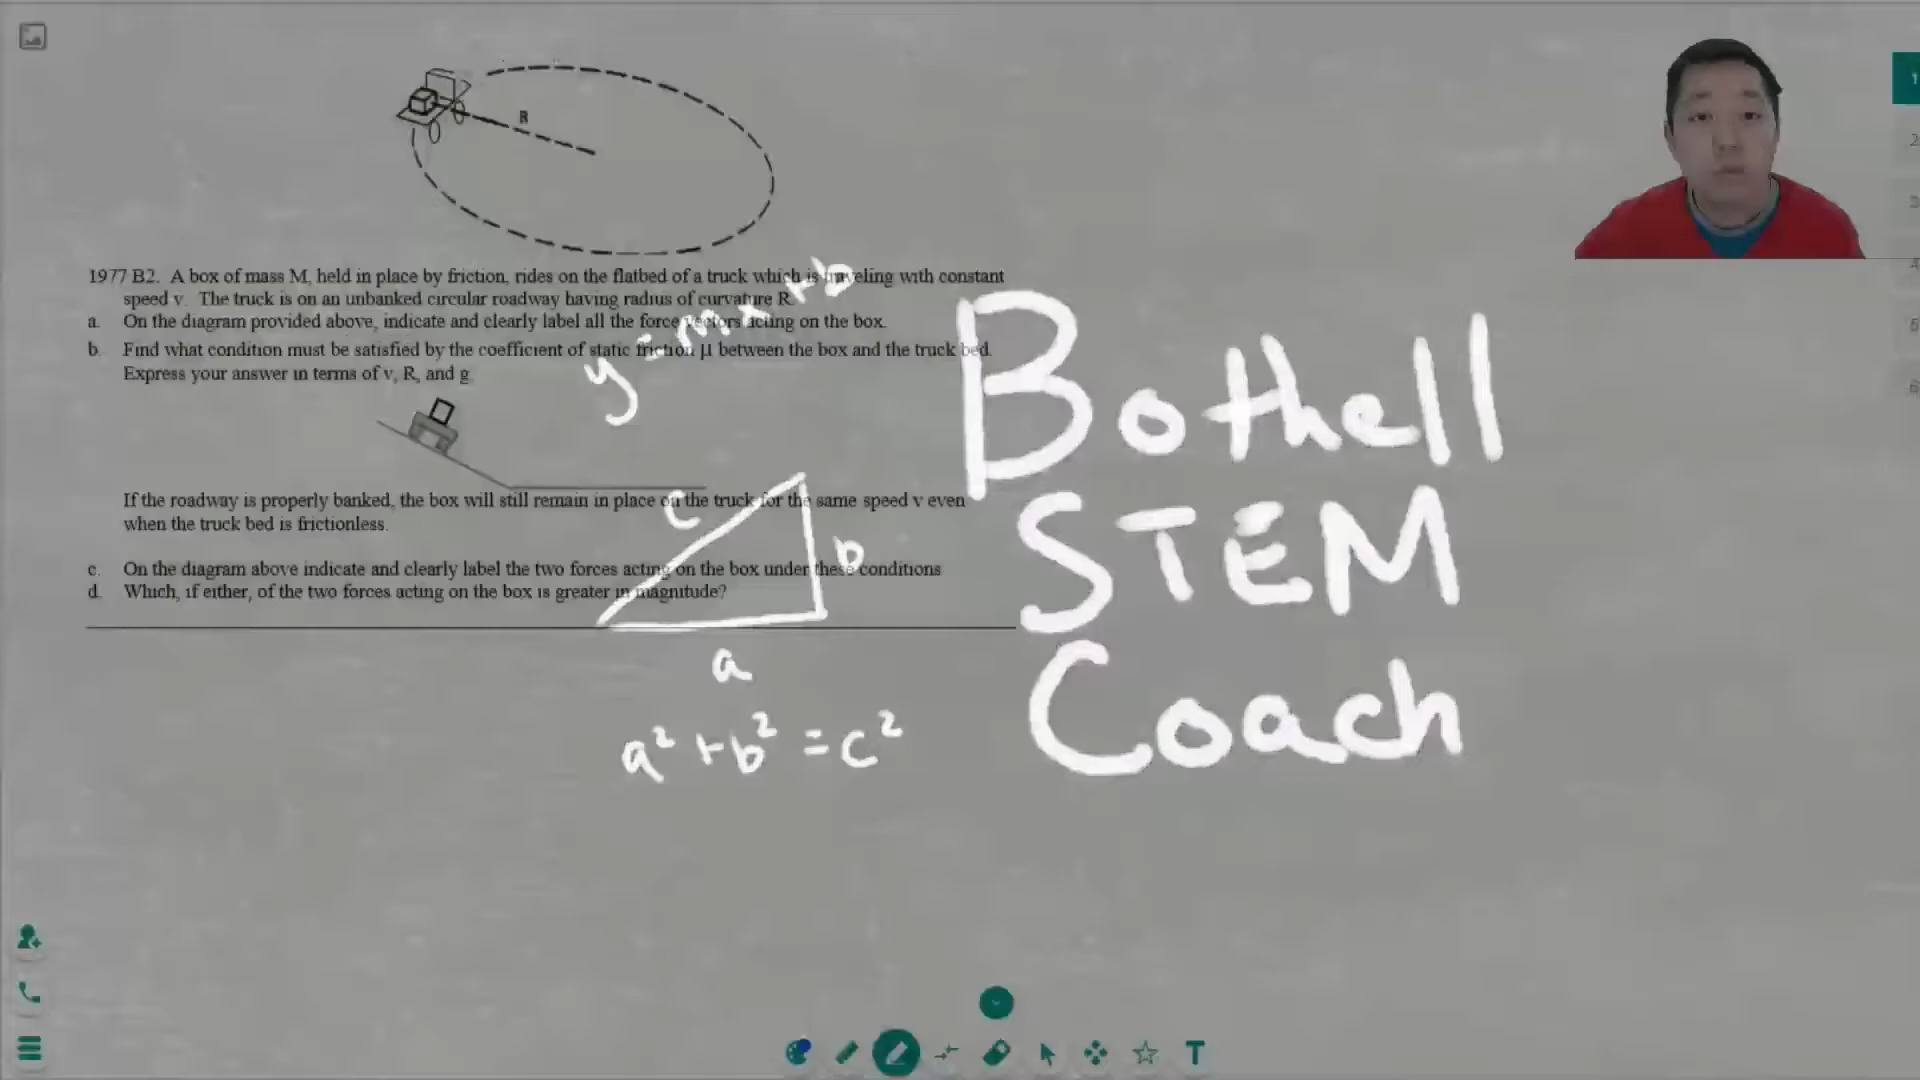 R
1977 B2. A box of mass M, held in place by friction, rides on the flatbed of a truck which is traveling with constant
speed v. The truck is on an unbanked circular roadway having radius of curvature R.
a. On the diagram provided above, indicate and clearly label all the force vectors acting on the box.
b. Find what condition must be satisfied by the coefficient of static friction μ between the box and the truck bed.
Express your answer in terms of v, R, and g
y=mx+b
If the roadway is properly banked, the box will still remain in place on the truck for the same speed v even
when the truck bed is frictionless.
c. On the diagram above indicate and clearly label the two forces acting on the box under these conditions
d. Which, if either, of the two forces acting on the box is greater in magnitude?
c
b
a
a²+b²=c²
Bothell
STEM
Coach
1
2
3
4
5
6
T